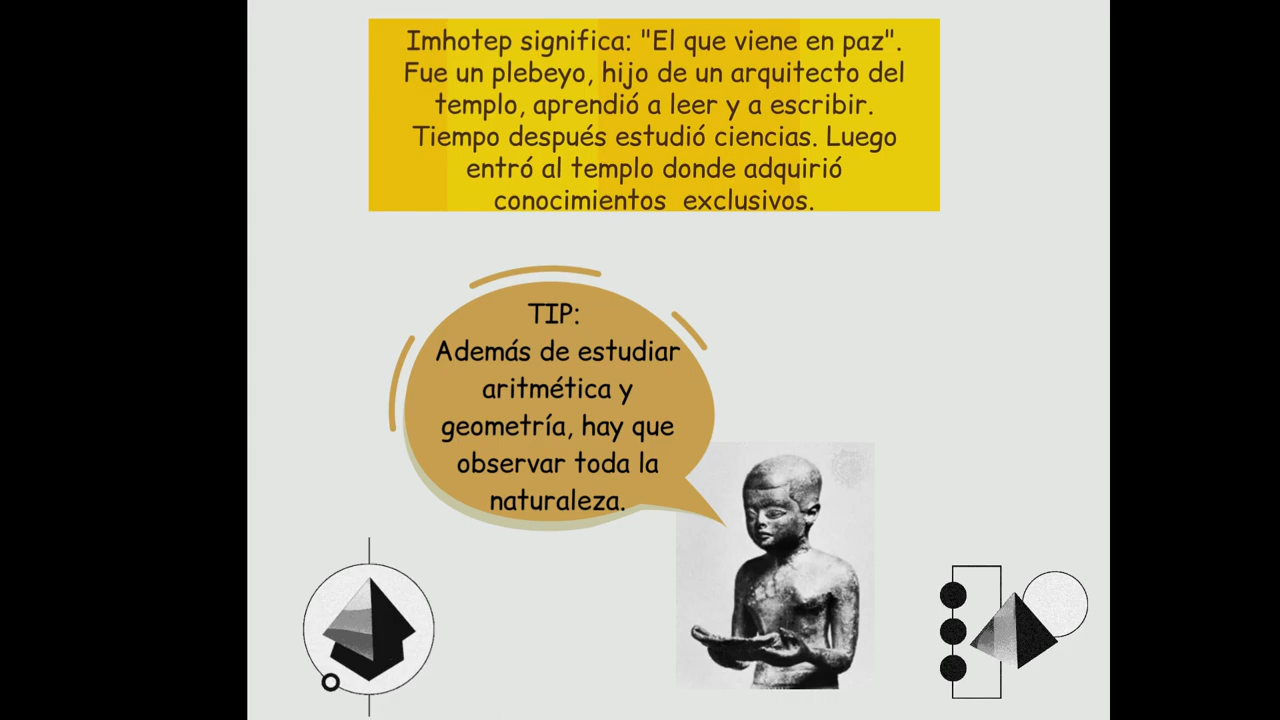 Imhotep significa: "El que viene en paz".
Fue un plebeyo, hijo de un arquitecto del
templo, aprendió a leer y a escribir.
Tiempo después estudió ciencias. Luego
entró al templo donde adquirió
conocimientos  exclusivos.
TIP:
Además de estudiar
aritmética y
geometría, hay que
observar toda la
naturaleza.